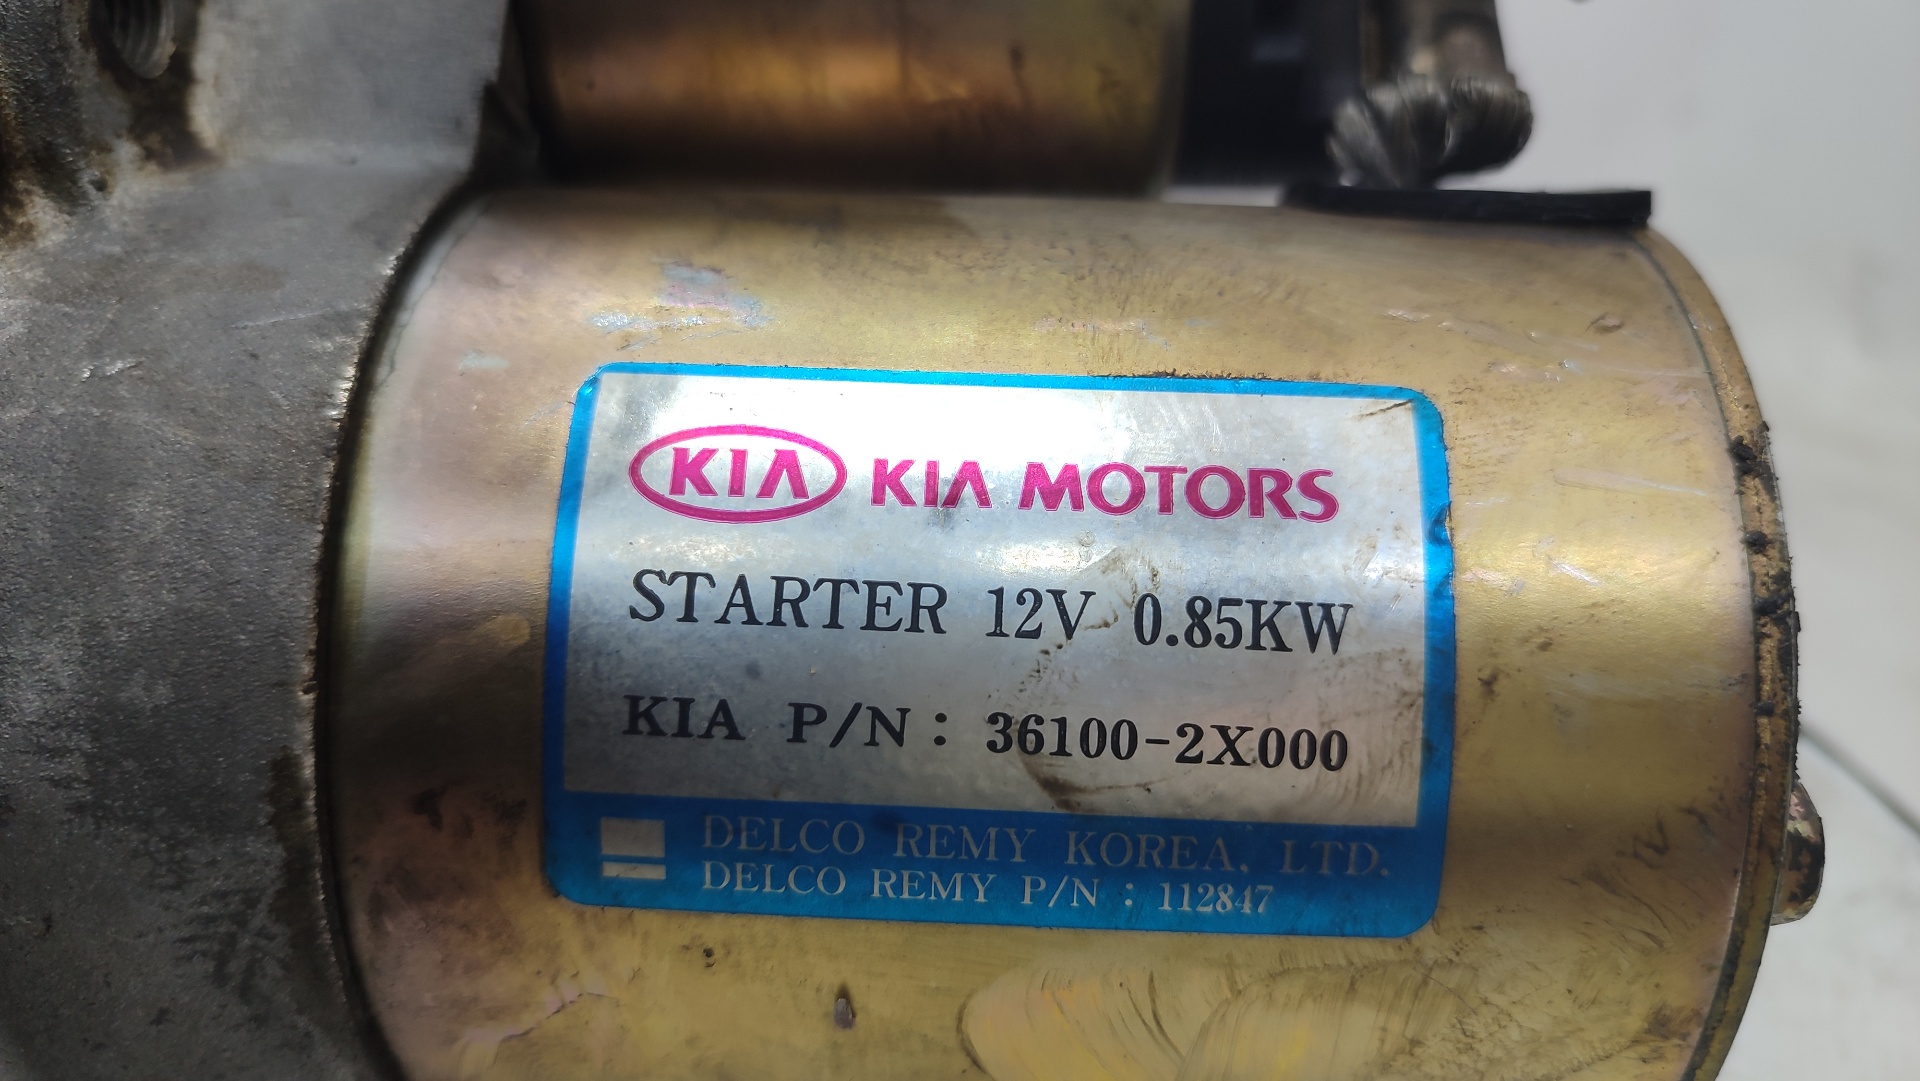 KIA KIA MOTORS
STARTER 12V 0.85KW
KIA P/N : 36100-2X000
DELCO REMY KOREA, LTD.
DELCO REMY P/N : 112847